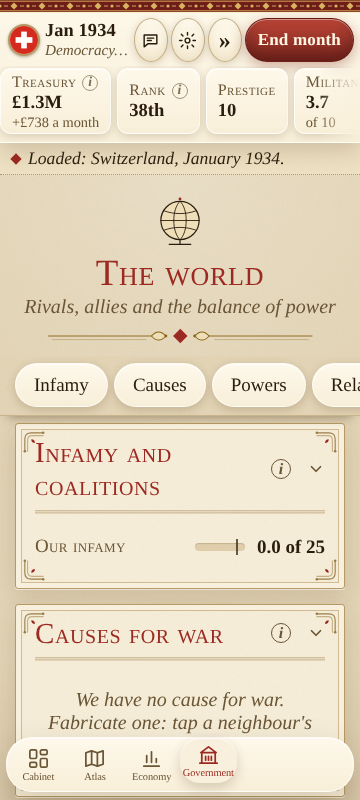 Jan 1934
Democracy…
»
End month
Treasury i
£1.3M
+£738 a month
Rank i
38th
Prestige
10
3.7
of 10
Loaded: Switzerland, January 1934.
The world
Rivals, allies and the balance of power
Infamy
Causes
Powers
Infamy and
coalitions
i
Our infamy
0.0 of 25
Causes for war
i
We have no cause for war.
Fabricate one: tap a neighbour's
Cabinet
Atlas
Economy
Government